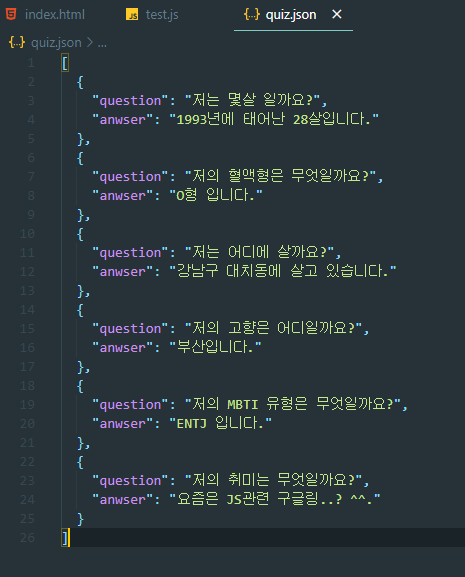 index.html test.js quiz.json
quiz.json > ...
1 [
2 {
3 "question": "저는 몇살 일까요?",
4 "anwser": "1993년에 태어난 28살입니다."
5 },
6 {
7 "question": "저의 혈액형은 무엇일까요?",
8 "anwser": "O형 입니다."
9 },
10 {
11 "question": "저는 어디에 살까요?",
12 "anwser": "강남구 대치동에 살고 있습니다."
13 },
14 {
15 "question": "저의 고향은 어디일까요?",
16 "anwser": "부산입니다."
17 },
18 {
19 "question": "저의 MBTI 유형은 무엇일까요?",
20 "anwser": "ENTJ 입니다."
21 },
22 {
23 "question": "저의 취미는 무엇일까요?",
24 "anwser": "요즘은 JS관련 구글링..? ^^."
25 }
26 ]